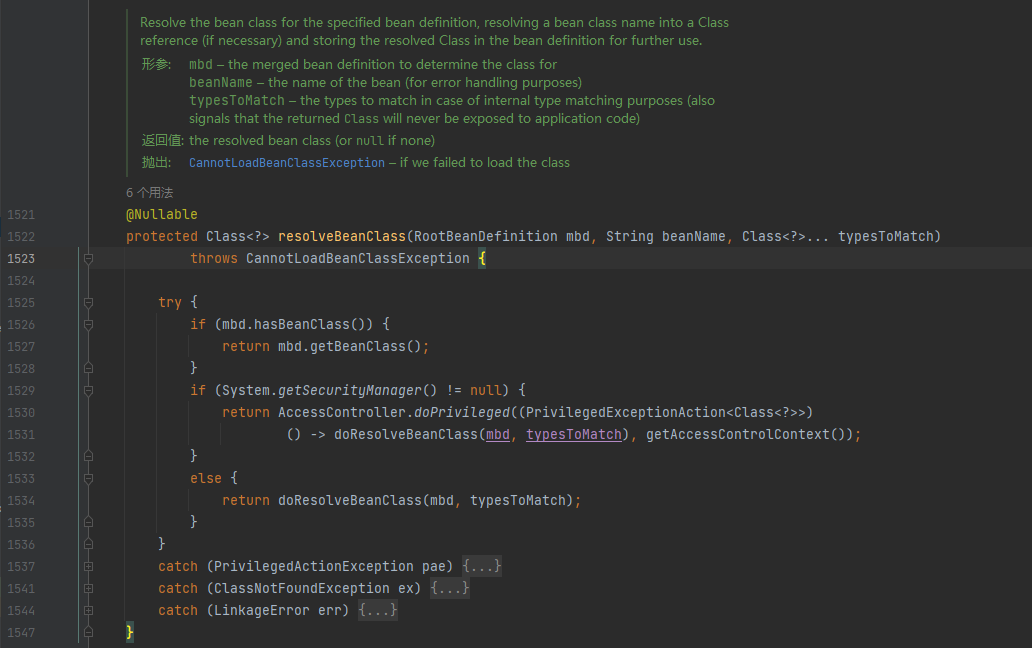 Resolve the bean class for the specified bean definition, resolving a bean class name into a Class
reference (if necessary) and storing the resolved Class in the bean definition for further use.
形参: mbd – the merged bean definition to determine the class for
beanName – the name of the bean (for error handling purposes)
typesToMatch – the types to match in case of internal type matching purposes (also
signals that the returned Class will never be exposed to application code)
返回值: the resolved bean class (or null if none)
抛出: CannotLoadBeanClassException – if we failed to load the class
6 个用法
1521 @Nullable
1522 protected Class<?> resolveBeanClass(RootBeanDefinition mbd, String beanName, Class<?>... typesToMatch)
1523 throws CannotLoadBeanClassException {
1524
1525 try {
1526 if (mbd.hasBeanClass()) {
1527 return mbd.getBeanClass();
1528 }
1529 if (System.getSecurityManager() != null) {
1530 return AccessController.doPrivileged((PrivilegedExceptionAction<Class<?>>)
1531 () -> doResolveBeanClass(mbd, typesToMatch), getAccessControlContext());
1532 }
1533 else {
1534 return doResolveBeanClass(mbd, typesToMatch);
1535 }
1536 }
1537 catch (PrivilegedActionException pae) {...}
1541 catch (ClassNotFoundException ex) {...}
1544 catch (LinkageError err) {...}
1547 }